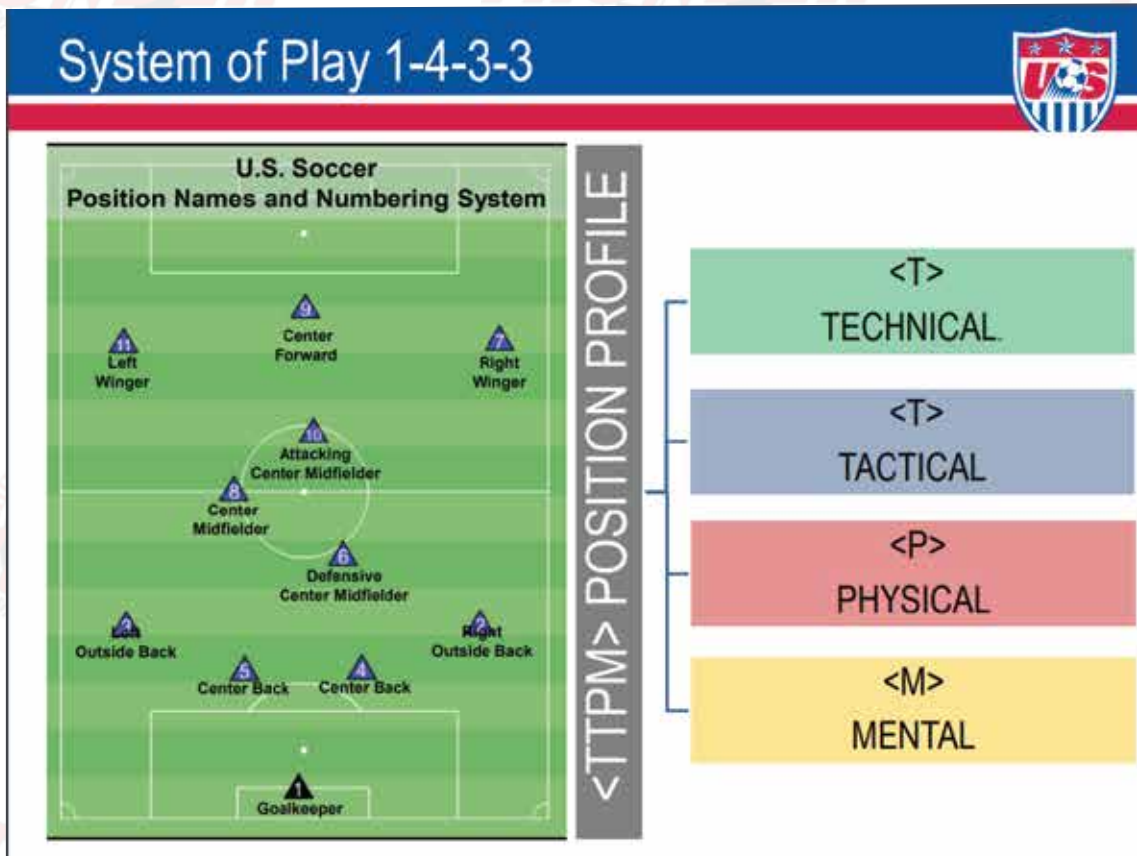 System of Play 1-4-3-3
US
U.S. Soccer
Position Names and Numbering System
9
Center
Forward
11
Left
Winger
7
Right
Winger
10
Attacking
Center Midfielder
8
Center
Midfielder
6
Defensive
Center Midfielder
3
Left
Outside Back
2
Right
Outside Back
5
Center Back
4
Center Back
1
Goalkeeper
<TTPM> POSITION PROFILE
<T>
TECHNICAL
<T>
TACTICAL
<P>
PHYSICAL
<M>
MENTAL